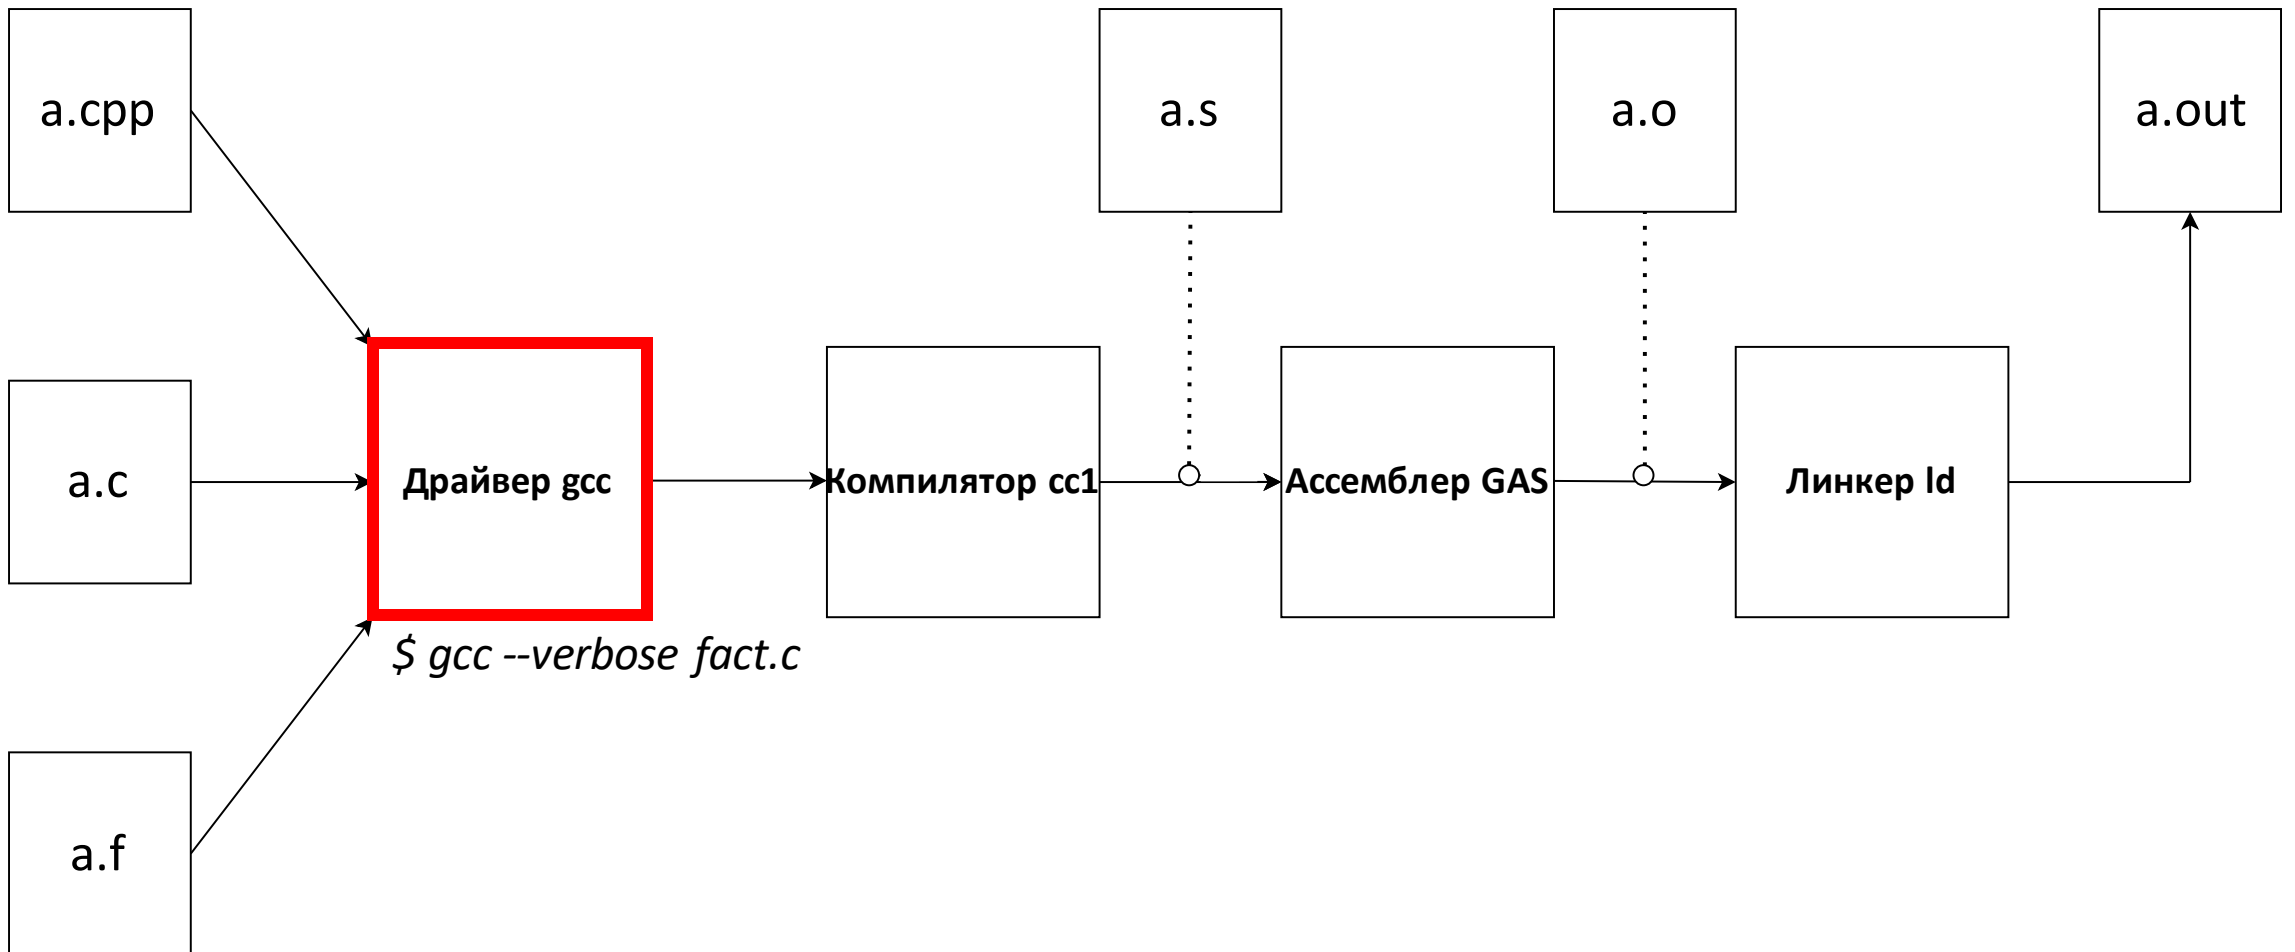 a.cpp
a.s
a.o
a.out
a.c
Драйвер gcc
Компилятор cc1
Ассемблер GAS
Линкер ld
$ gcc --verbose fact.c
a.f